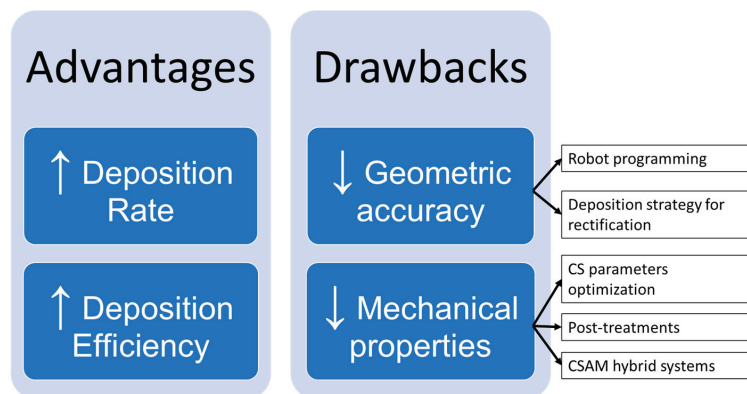 Advantages
↑ Deposition
Rate
↑ Deposition
Efficiency
Drawbacks
↓ Geometric
accuracy
↓ Mechanical
properties
Robot programming
Deposition strategy for
rectification
CS parameters
optimization
Post-treatments
CSAM hybrid systems